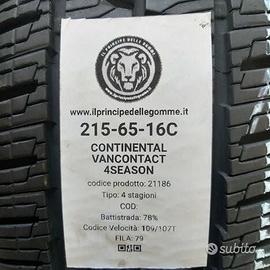 IL PRINCIPE DELLE GOMME
www.ilprincipedellegomme.it
215-65-16C
CONTINENTAL
VANCONTACT
4SEASON
codice prodotto: 21186
Tipo: 4 stagioni
COD:
Battistrada: 78%
Codice Velocità: 109/107T
FILA: 79
subito